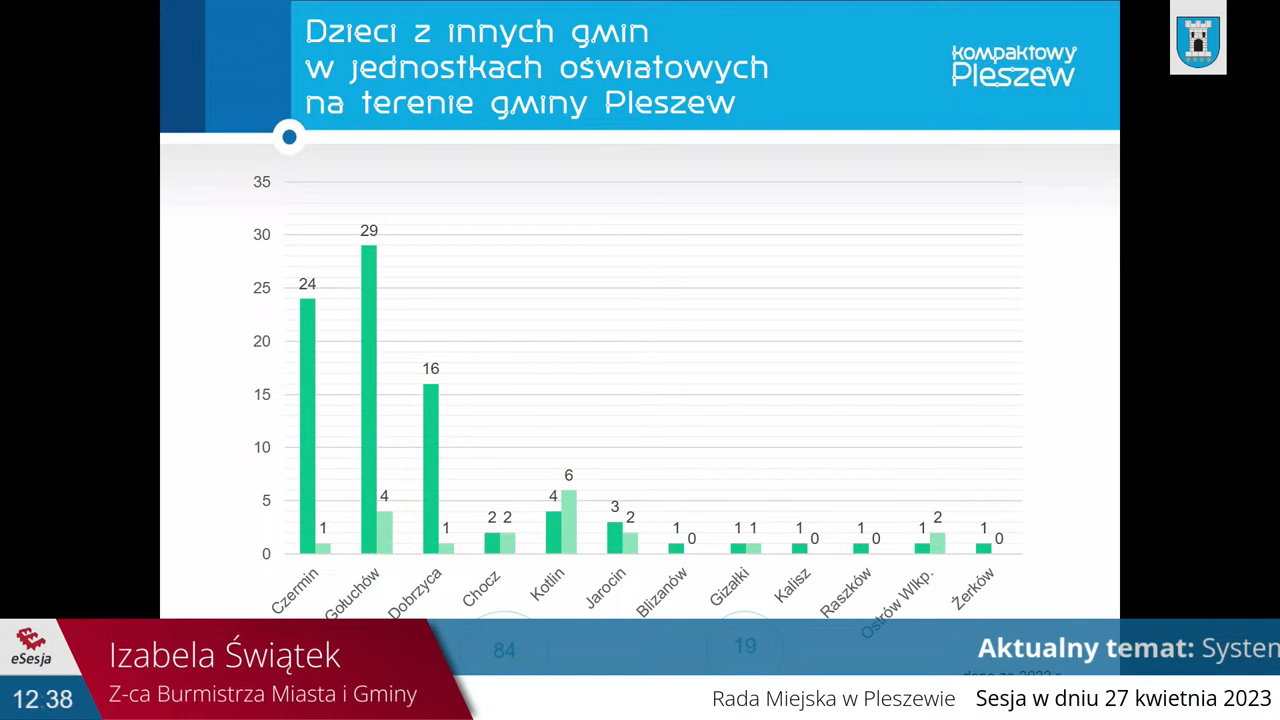 Dzieci z innych gmin
w jednostkach oświatowych
na terenie gminy Pleszew
kompaktowy
Pleszew
35
30
25
20
15
10
5
0
24
1
29
4
16
1
2
2
4
6
3
2
1
0
1
1
1
0
1
0
1
2
1
0
Czermin
Gołuchów
Dobrzyca
Chocz
Kotlin
Jarocin
Blizanów
Gizałki
Kalisz
Raszków
Ostrów Wlkp.
Żerków
84
19
eSesja
Izabela Świątek
Z-ca Burmistrza Miasta i Gminy
Aktualny temat: System
12:38
Rada Miejska w Pleszewie
Sesja w dniu 27 kwietnia 2023